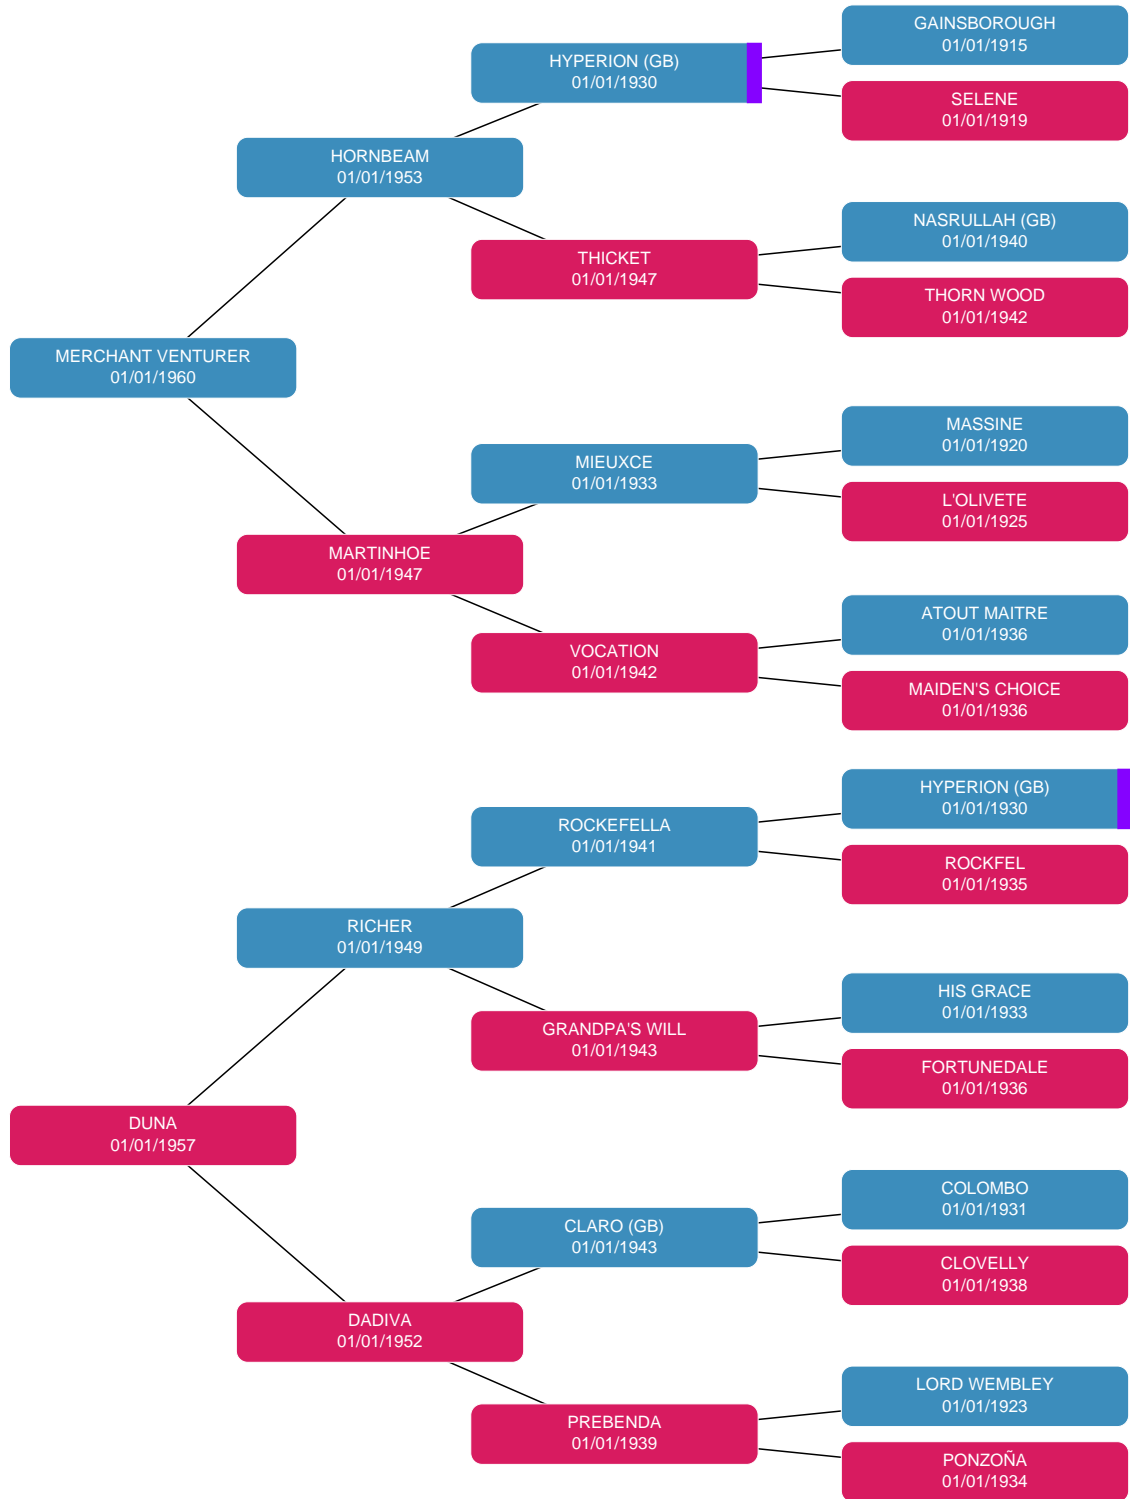 GAINSBOROUGH
01/01/1915
HYPERION (GB)
01/01/1930
SELENE
01/01/1919
HORNBEAM
01/01/1953
NASRULLAH (GB)
01/01/1940
THICKET
01/01/1947
THORN WOOD
01/01/1942
MERCHANT VENTURER
01/01/1960
MASSINE
01/01/1920
MIEUXCE
01/01/1933
L'OLIVETE
01/01/1925
MARTINHOE
01/01/1947
ATOUT MAITRE
01/01/1936
VOCATION
01/01/1942
MAIDEN'S CHOICE
01/01/1936
HYPERION (GB)
01/01/1930
ROCKEFELLA
01/01/1941
ROCKFEL
01/01/1935
RICHER
01/01/1949
HIS GRACE
01/01/1933
GRANDPA'S WILL
01/01/1943
FORTUNEDALE
01/01/1936
DUNA
01/01/1957
COLOMBO
01/01/1931
CLARO (GB)
01/01/1943
CLOVELLY
01/01/1938
DADIVA
01/01/1952
LORD WEMBLEY
01/01/1923
PREBENDA
01/01/1939
PONZOÑA
01/01/1934